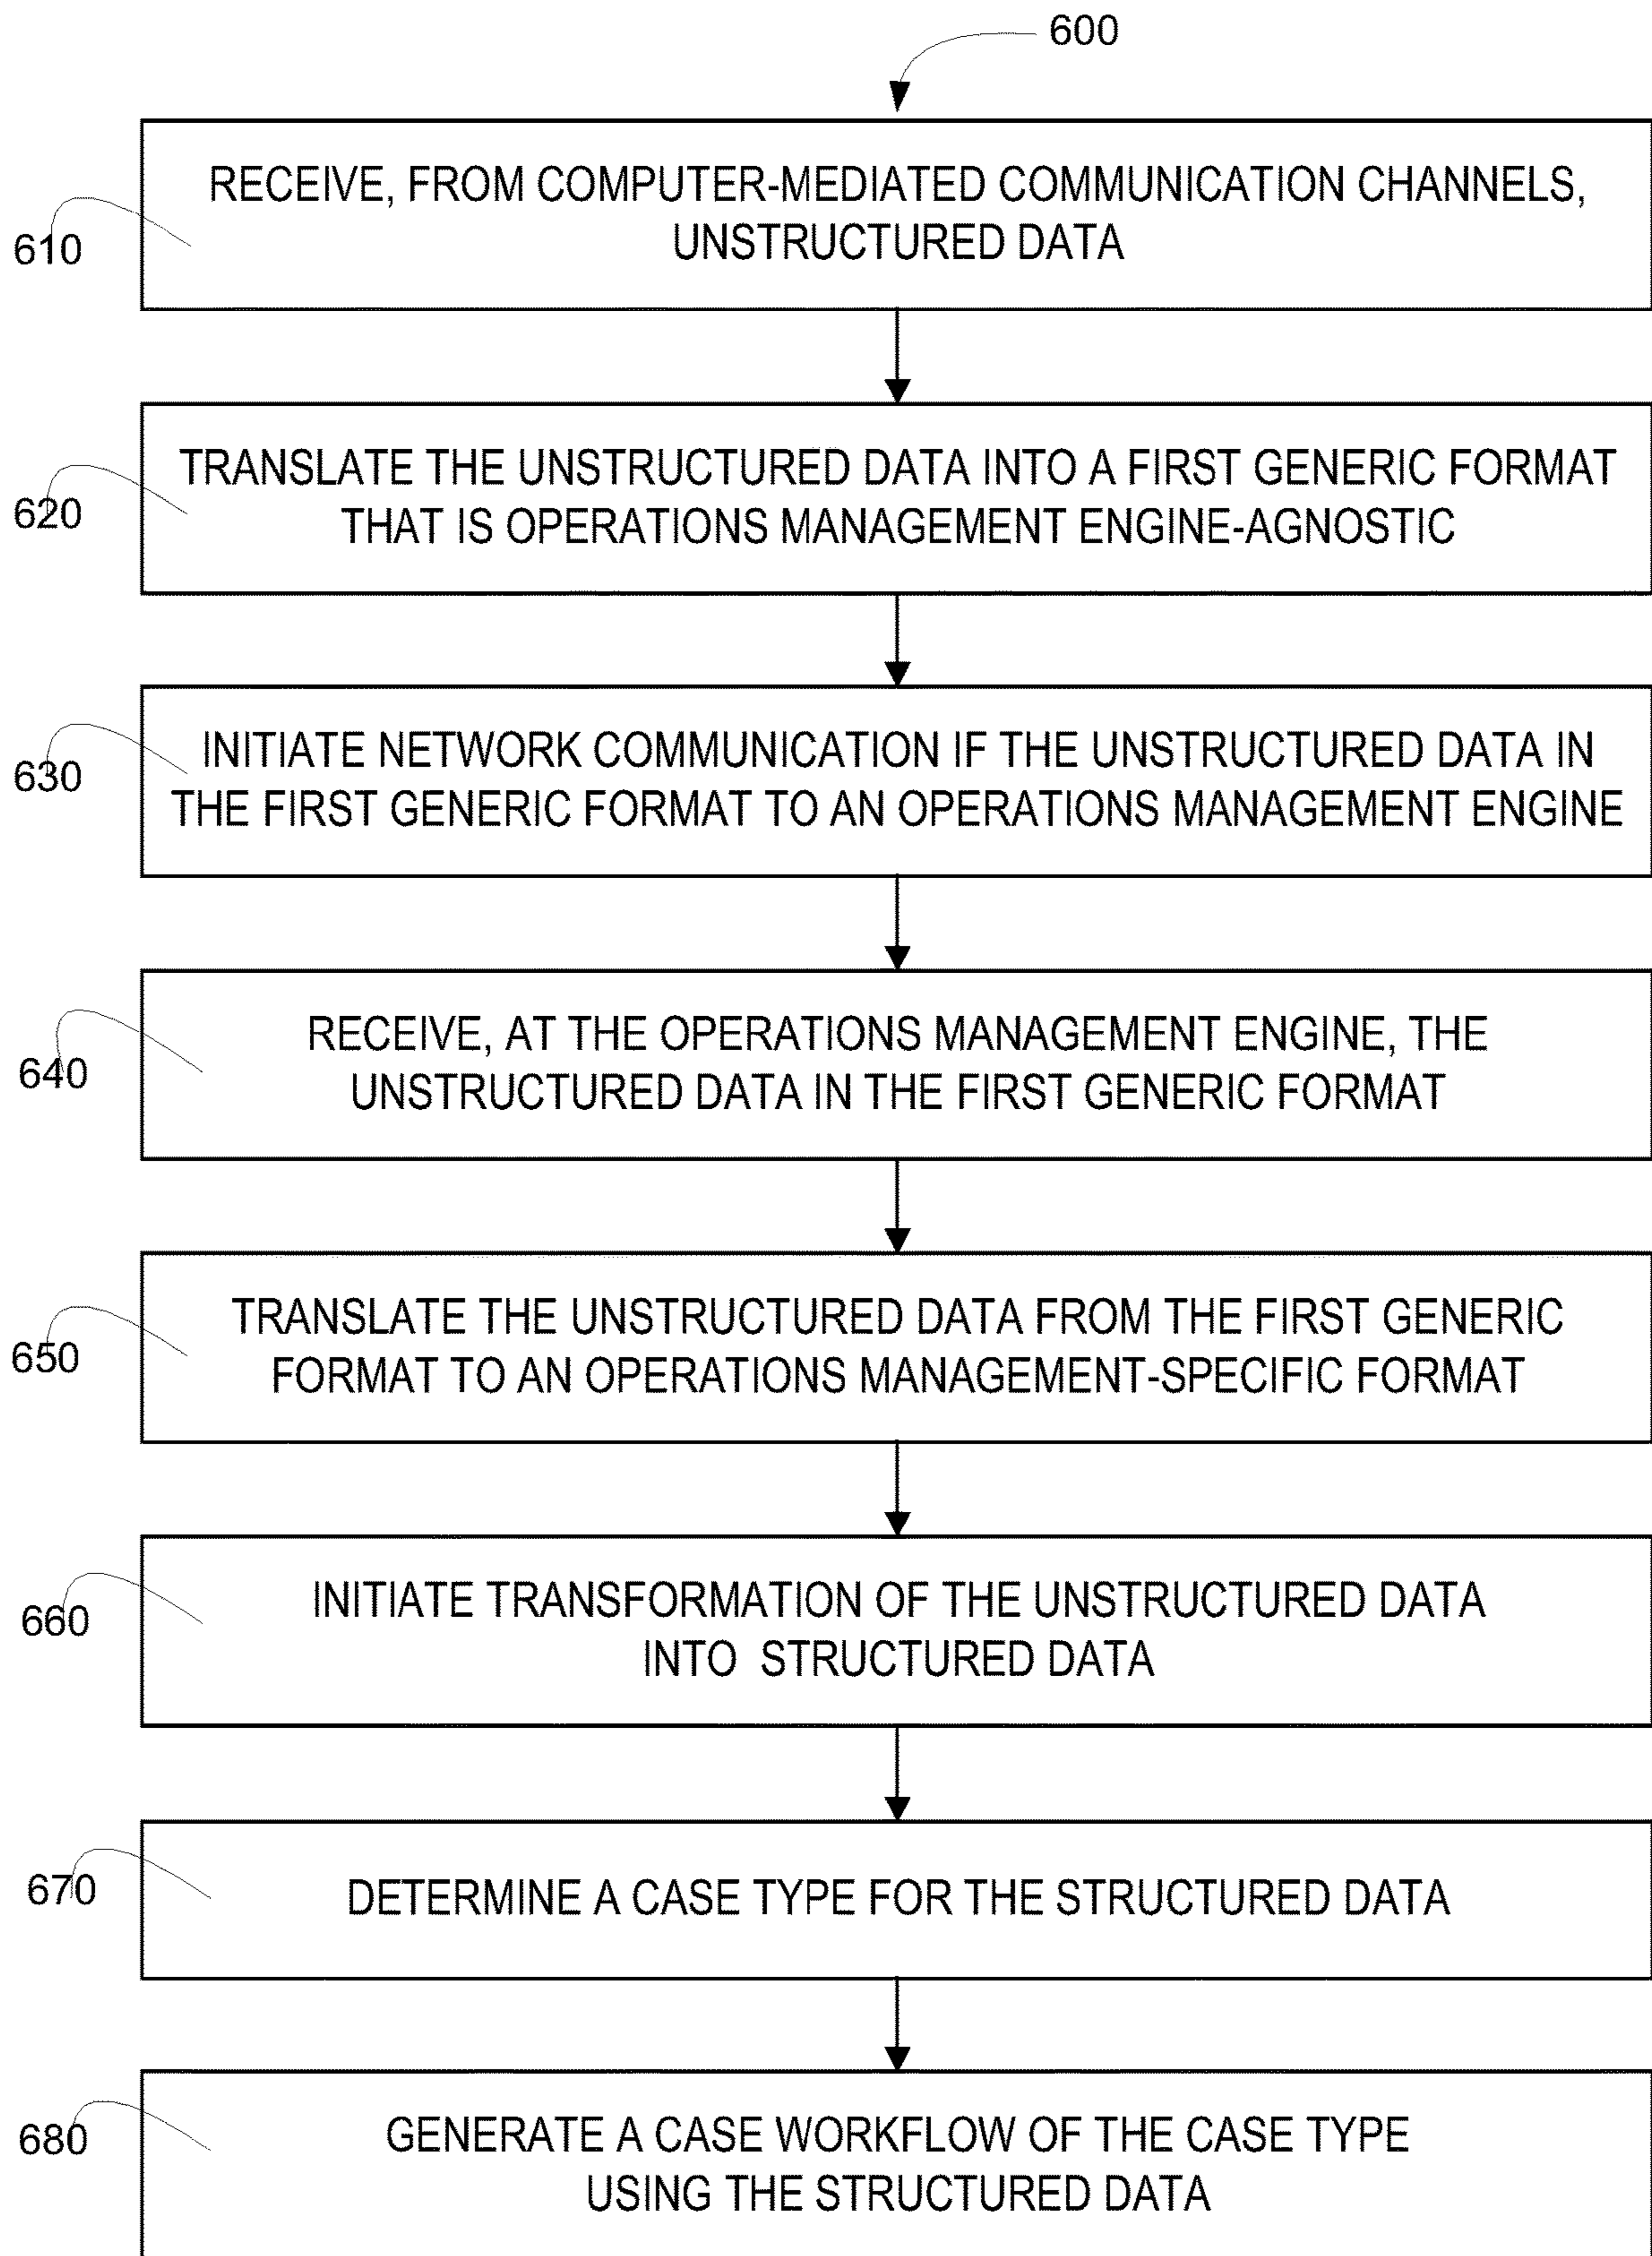 600
RECEIVE, FROM COMPUTER-MEDIATED COMMUNICATION CHANNELS,
UNSTRUCTURED DATA
610
TRANSLATE THE UNSTRUCTURED DATA INTO A FIRST GENERIC FORMAT
THAT IS OPERATIONS MANAGEMENT ENGINE-AGNOSTIC
620
INITIATE NETWORK COMMUNICATION IF THE UNSTRUCTURED DATA IN
THE FIRST GENERIC FORMAT TO AN OPERATIONS MANAGEMENT ENGINE
630
RECEIVE, AT THE OPERATIONS MANAGEMENT ENGINE, THE
UNSTRUCTURED DATA IN THE FIRST GENERIC FORMAT
640
TRANSLATE THE UNSTRUCTURED DATA FROM THE FIRST GENERIC
FORMAT TO AN OPERATIONS MANAGEMENT-SPECIFIC FORMAT
650
INITIATE TRANSFORMATION OF THE UNSTRUCTURED DATA
INTO STRUCTURED DATA
660
DETERMINE A CASE TYPE FOR THE STRUCTURED DATA
670
GENERATE A CASE WORKFLOW OF THE CASE TYPE
USING THE STRUCTURED DATA
680